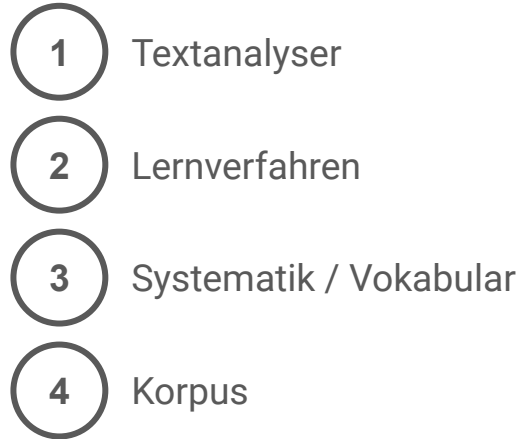 1 Textanalyser
2 Lernverfahren
3 Systematik / Vokabular
4 Korpus